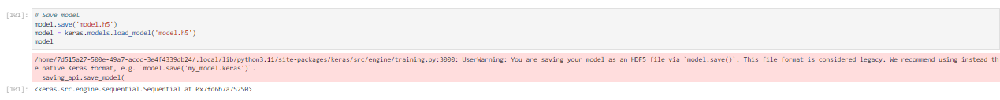 [101]: # Save model
model.save('model.h5')
model = keras.models.load_model('model.h5')
model
/home/7d515a27-500e-49a7-accc-3e4f4339db24/.local/lib/python3.11/site-packages/keras/src/engine/training.py:3000: UserWarning: You are saving your model as an HDF5 file via `model.save()`. This file format is considered legacy. We recommend using instead th
e native Keras format, e.g. `model.save('my_model.keras')`.
saving_api.save_model(
[101]: <keras.src.engine.sequential.Sequential at 0x7fd6b7a75250>